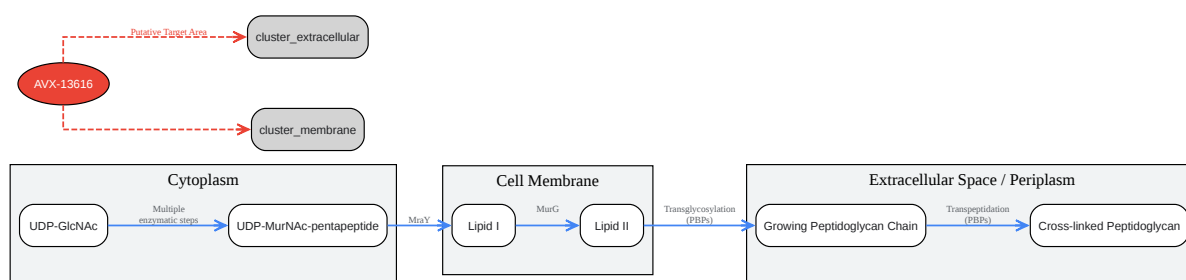 Putative Target Area
cluster_extracellular
AVX-13616
cluster_membrane
Cytoplasm
Cell Membrane
Extracellular Space / Periplasm
UDP-GlcNAc
Multiple
enzymatic steps
UDP-MurNAc-pentapeptide
MraY
Lipid I
MurG
Lipid II
Transglycosylation
(PBPs)
Growing Peptidoglycan Chain
Transpeptidation
(PBPs)
Cross-linked Peptidoglycan